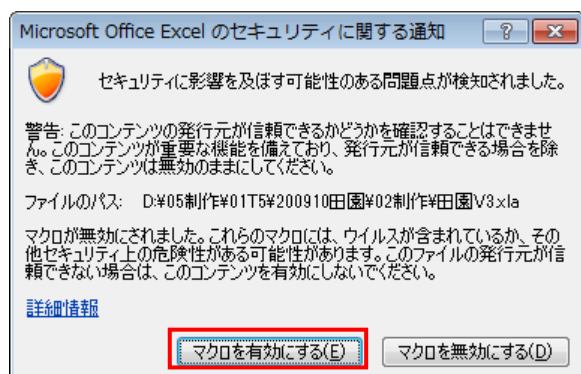 Microsoft Office Excel のセキュリティに関する通知
セキュリティに影響を及ぼす可能性のある問題点が検知されました。
警告: このコンテンツの発行元が信頼できるかどうかを確認することはできませ
ん。このコンテンツが重要な機能を備えており、発行元が信頼できる場合を除
き、このコンテンツは無効のままにしてください。
ファイルのパス: D:¥05制作¥01T5¥200910田園¥02制作¥田園V3.xla
マクロが無効にされました。これらのマクロには、ウイルスが含まれているか、その
他セキュリティ上の危険性がある可能性があります。このファイルの発行元が信
頼できない場合は、このコンテンツを有効にしないでください。
詳細情報
マクロを有効にする(E) マクロを無効にする(D)